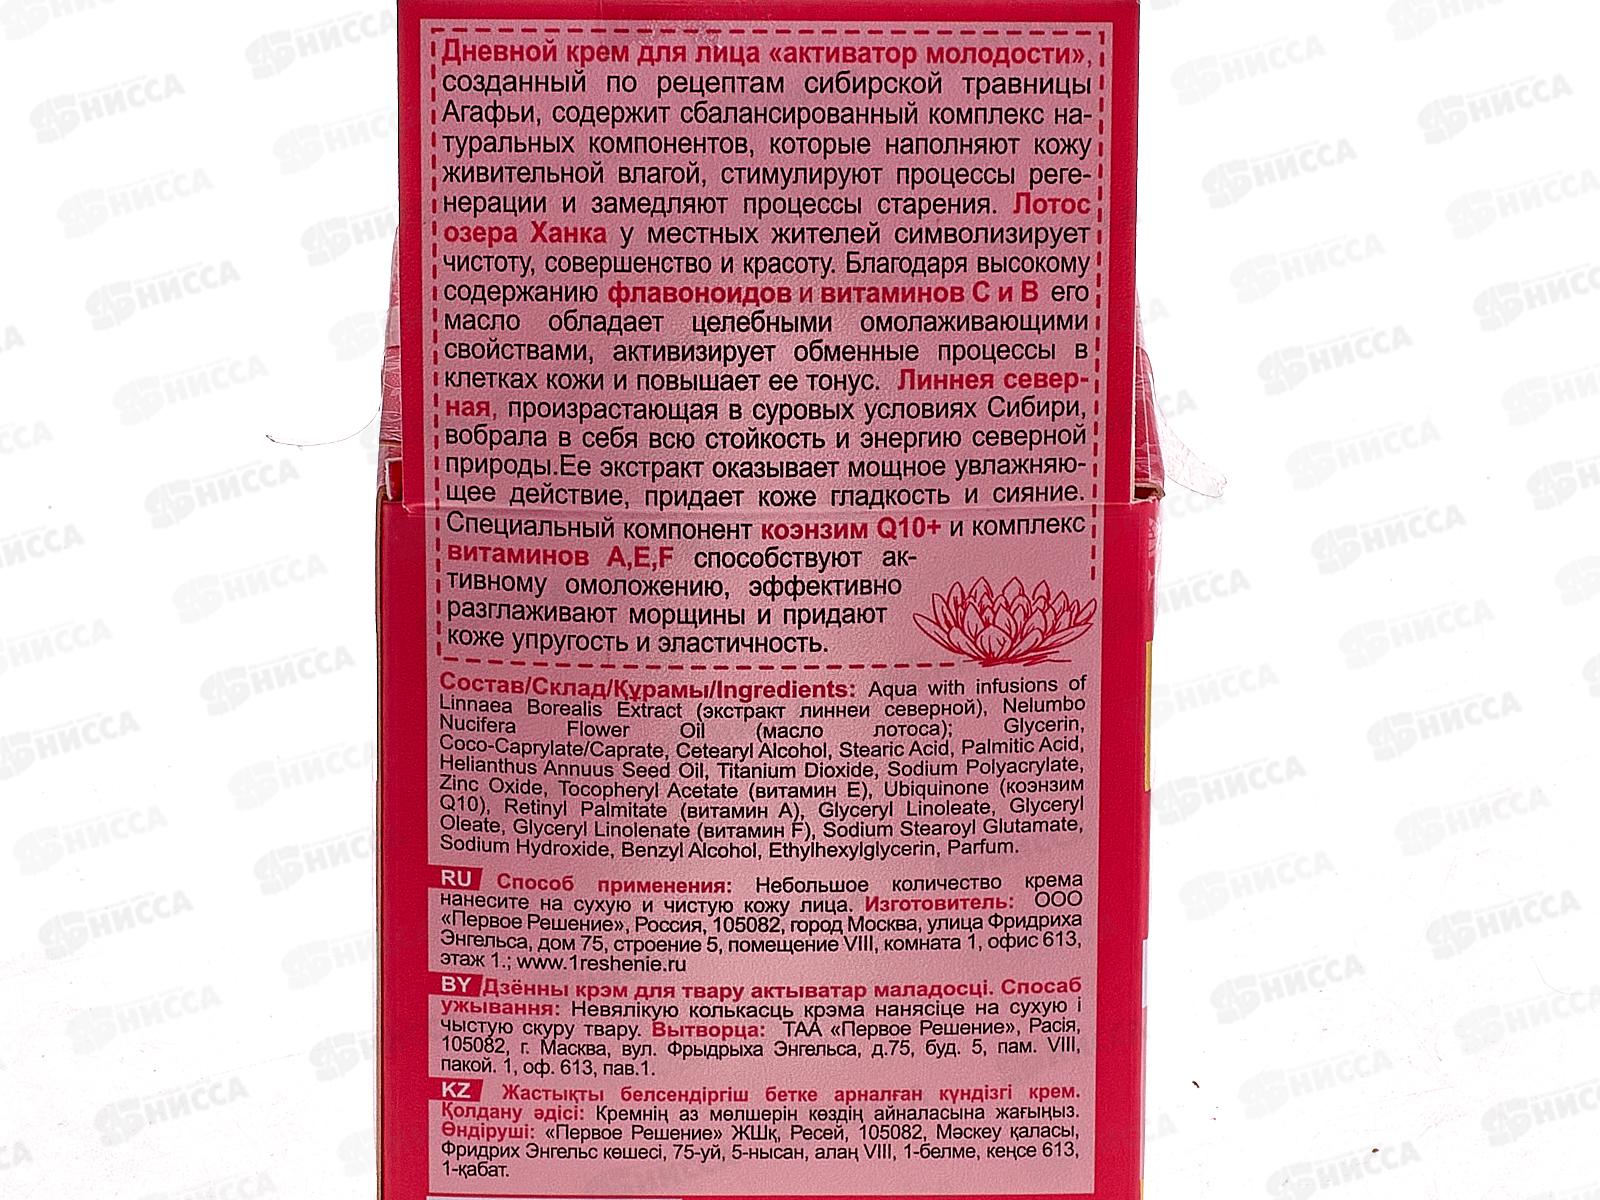 Дневной крем для лица «активатор молодости»,
созданный по рецептам сибирской травницы
Агафьи, содержит сбалансированный комплекс на-
туральных компонентов, которые наполняют кожу
живительной влагой, стимулируют процессы реге-
нерации и замедляют процессы старения. Лотос
озера Ханка у местных жителей символизирует
чистоту, совершенство и красоту. Благодаря высокому
содержанию флавоноидов и витаминов С и В его
масло обладает целебными омолаживающими
свойствами, активизирует обменные процессы в
клетках кожи и повышает ее тонус. Линнея север-
ная, произрастающая в суровых условиях Сибири,
вобрала в себя всю стойкость и энергию северной
природы.Ее экстракт оказывает мощное увлажняю-
щее действие, придает коже гладкость и сияние.
Специальный компонент коэнзим Q10+ и комплекс
витаминов A,E,F способствуют ак-
тивному омоложению, эффективно
разглаживают морщины и придают
коже упругость и эластичность.
Состав/Склад/Құрамы/Ingredients: Aqua with infusions of
Linnaea Borealis Extract (экстракт линнеи северной), Nelumbo
Nucifera Flower Oil (масло лотоса); Glycerin,
Coco-Caprylate/Caprate, Cetearyl Alcohol, Stearic Acid, Palmitic Acid,
Helianthus Annuus Seed Oil, Titanium Dioxide, Sodium Polyacrylate,
Zinc Oxide, Tocopheryl Acetate (витамин Е), Ubiquinone (коэнзим
Q10), Retinyl Palmitate (витамин А), Glyceryl Linoleate, Glyceryl
Oleate, Glyceryl Linolenate (витамин F), Sodium Stearoyl Glutamate,
Sodium Hydroxide, Benzyl Alcohol, Ethylhexylglycerin, Parfum.
RU Способ применения: Небольшое количество крема
нанесите на сухую и чистую кожу лица. Изготовитель: ООО
«Первое Решение», Россия, 105082, город Москва, улица Фридриха
Энгельса, дом 75, строение 5, помещение VIII, комната 1, офис 613,
этаж 1.; www.1reshenie.ru
BY Дзённы крэм для твару актыватар маладосці. Спосаб
ужывання: Невялікую колькасць крэма нанясіце на сухую і
чыстую скуру твару. Вытворца: ТАА «Первое Решение», Расія,
105082, г. Масква, вул. Фрыдрыха Энгельса, д.75, буд. 5, пам. VIII,
пакой. 1, оф. 613, пав.1.
KZ Жастықты белсендіргіш бетке арналған күндізгі крем.
Қолдану әдісі: Кремнің аз мөлшерін көздің айналасына жағыңыз.
Өндіруші: «Первое Решение» ЖШқ, Ресей, 105082, Мәскеу қаласы,
Фридрих Энгельс көшесі, 75-уй, 5-нысан, алаң VIII, 1-белме, кеңсе 613,
1-қабат.
НИССА